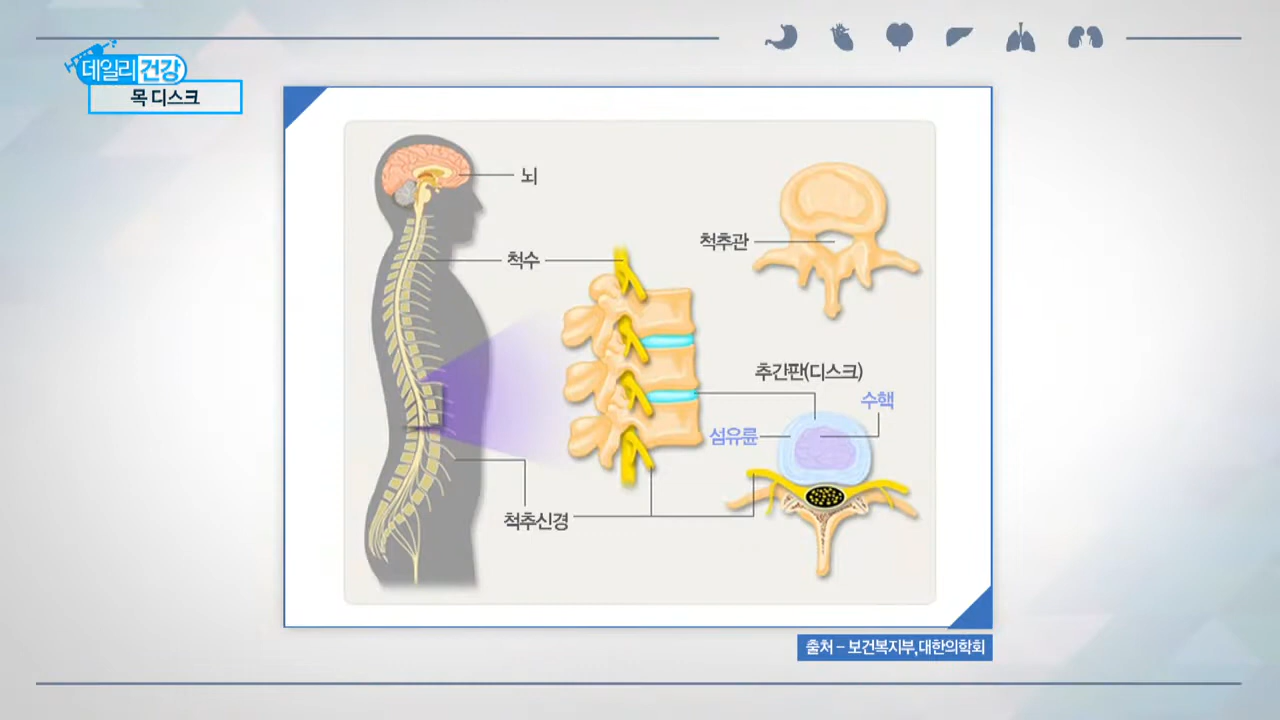 데일리건강
목 디스크
뇌
척수
척추관
추간판(디스크)
수핵
섬유륜
척추신경
출처 – 보건복지부,대한의학회